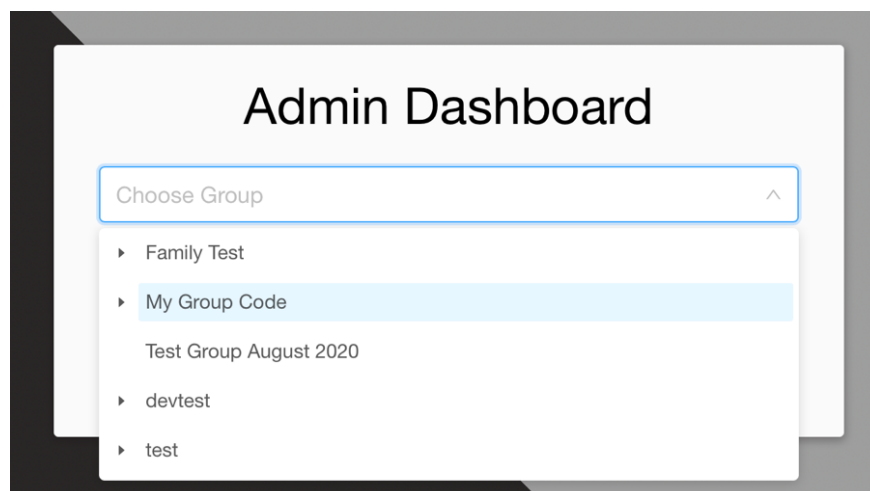 Admin Dashboard
Choose Group
Family Test
My Group Code
Test Group August 2020
devtest
test